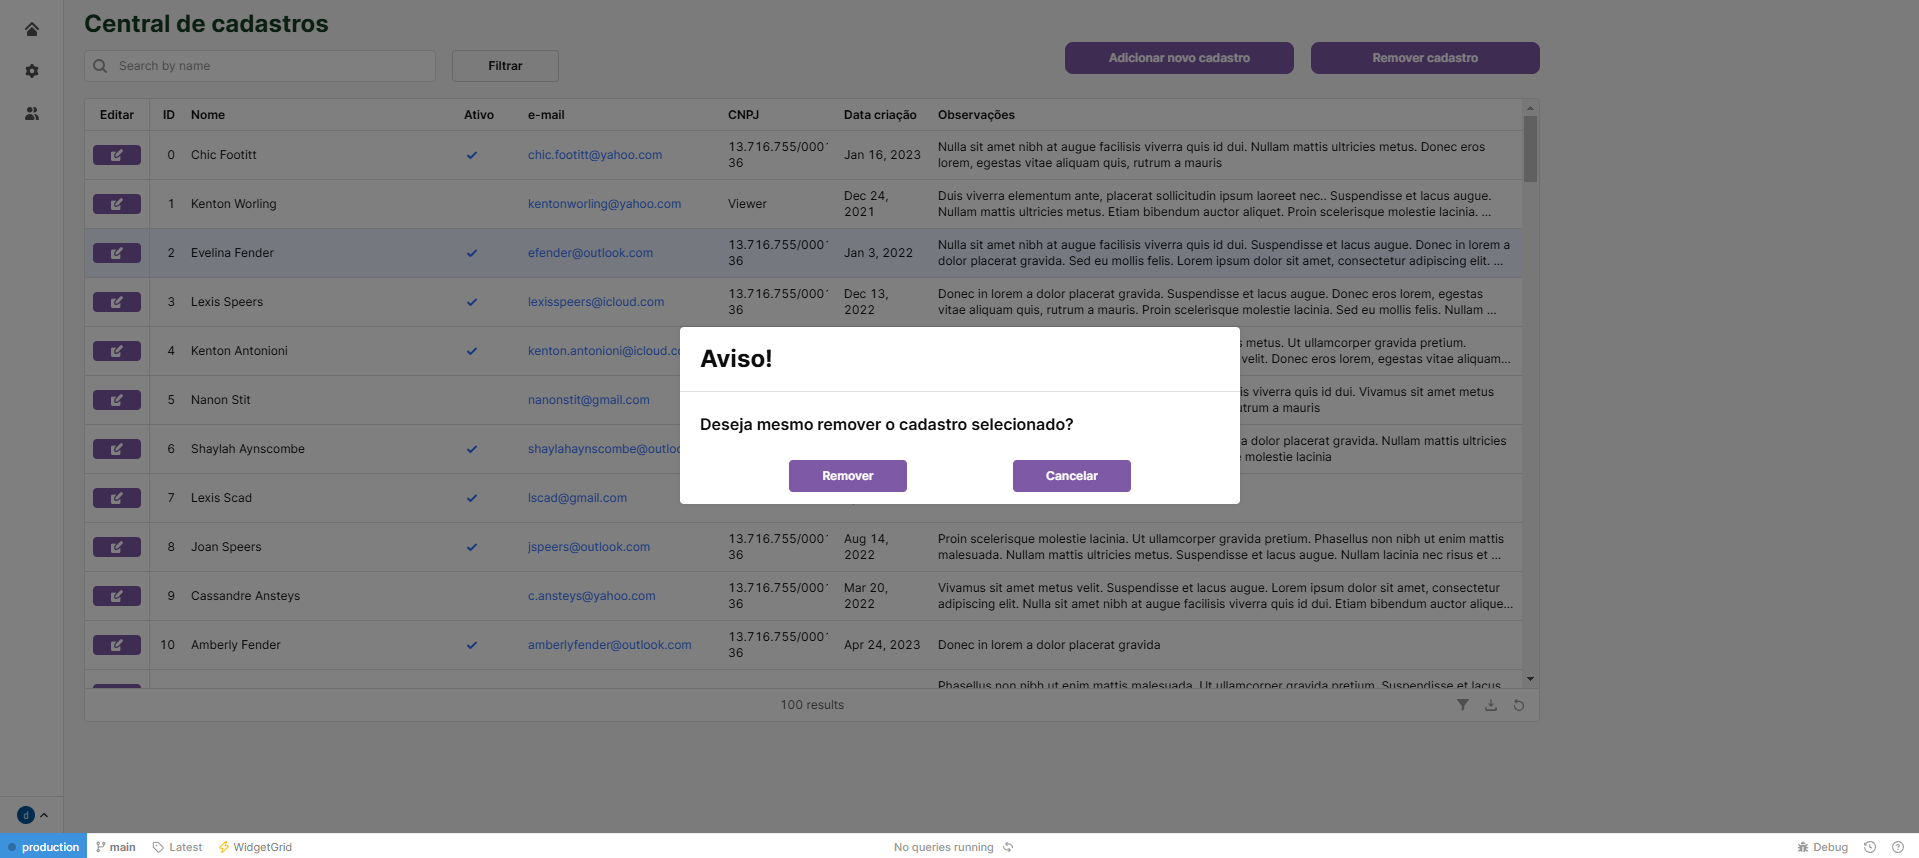 Central de cadastros
Search by name
Filtrar
Adicionar novo cadastro
Remover cadastro
Editar ID Nome Ativo e-mail CNPJ Data criação Observações
0 Chic Footitt chic.footitt@yahoo.com 13.716.755/000 36 Jan 16, 2023 Nulla sit amet nibh at augue facilisis viverra quis id dui. Nullam mattis ultricies metus. Donec eros
lorem, egestas vitae aliquam quis, rutrum a mauris
1 Kenton Worling kentonworling@yahoo.com Viewer Dec 24, 2021 Duis viverra elementum ante, placerat sollicitudin ipsum laoreet nec.. Suspendisse et lacus augue.
Nullam mattis ultricies metus. Etiam bibendum auctor aliquet. Proin scelerisque molestie lacinia. ...
2 Evelina Fender efender@outlook.com 13.716.755/000 36 Jan 3, 2022 Nulla sit amet nibh at augue facilisis viverra quis id dui. Suspendisse et lacus augue. Donec in lorem a
dolor placerat gravida. Sed eu mollis felis. Lorem ipsum dolor sit amet, consectetur adipiscing elit. ...
3 Lexis Speers lexisspeers@icloud.com 13.716.755/000 36 Dec 13, 2022 Donec in lorem a dolor placerat gravida. Suspendisse et lacus augue. Donec eros lorem, egestas
vitae aliquam quis, rutrum a mauris. Proin scelerisque molestie lacinia. Sed eu mollis felis. Nullam ...
4 Kenton Antonioni kenton.antonioni@icloud.c metus. Ut ullamcorper gravida pretium.
velit. Donec eros lorem, egestas vitae aliquam...
5 Nanon Stit nanonstit@gmail.com is viverra quis id dui. Vivamus sit amet metus
utrum a mauris
6 Shaylah Aynscombe shaylahaynscombe@outloo a dolor placerat gravida. Nullam mattis ultricies
molestie lacinia
7 Lexis Scad lscad@gmail.com
Aviso!
Deseja mesmo remover o cadastro selecionado?
Remover
Cancelar
8 Joan Speers jspeers@outlook.com 13.716.755/000 36 Aug 14, 2022 Proin scelerisque molestie lacinia. Ut ullamcorper gravida pretium. Phasellus non nibh ut enim mattis
malesuada. Nullam mattis ultricies metus. Suspendisse et lacus augue. Nullam lacinia nec risus et ...
9 Cassandre Ansteys c.ansteys@yahoo.com 13.716.755/000 36 Mar 20, 2022 Vivamus sit amet metus velit. Suspendisse et lacus augue. Lorem ipsum dolor sit amet, consectetur
adipiscing elit. Nulla sit amet nibh at augue facilisis viverra quis id dui. Etiam bibendum auctor alique...
10 Amberly Fender amberlyfender@outlook.com 13.716.755/000 36 Apr 24, 2023 Donec in lorem a dolor placerat gravida
Phasellus non nibh ut enim mattis malesuada. Ut ullamcorper gravida pretium. Suspendisse et lacus
100 results
d
production main Latest WidgetGrid No queries running Debug